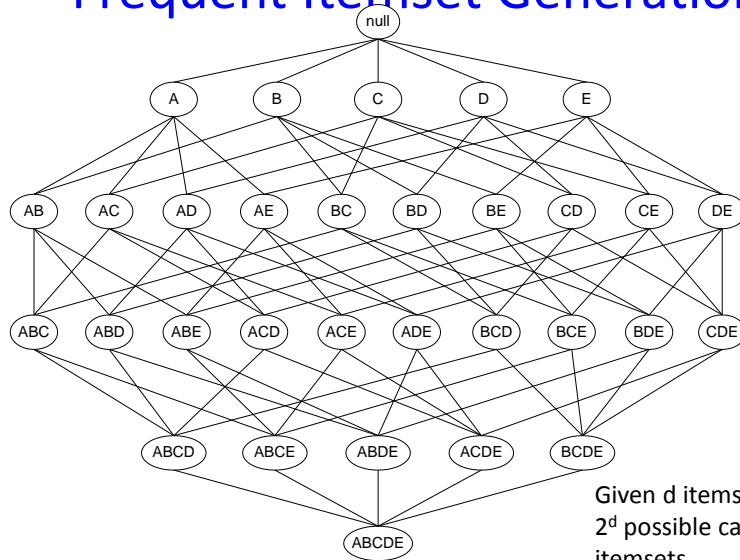 Frequent Itemset Generation
null
A B C D E
AB AC AD AE BC BD BE CD CE DE
ABC ABD ABE ACD ACE ADE BCD BCE BDE CDE
ABCD ABCE ABDE ACDE BCDE
ABCDE
Given d items
2^d possible ca
itemsets